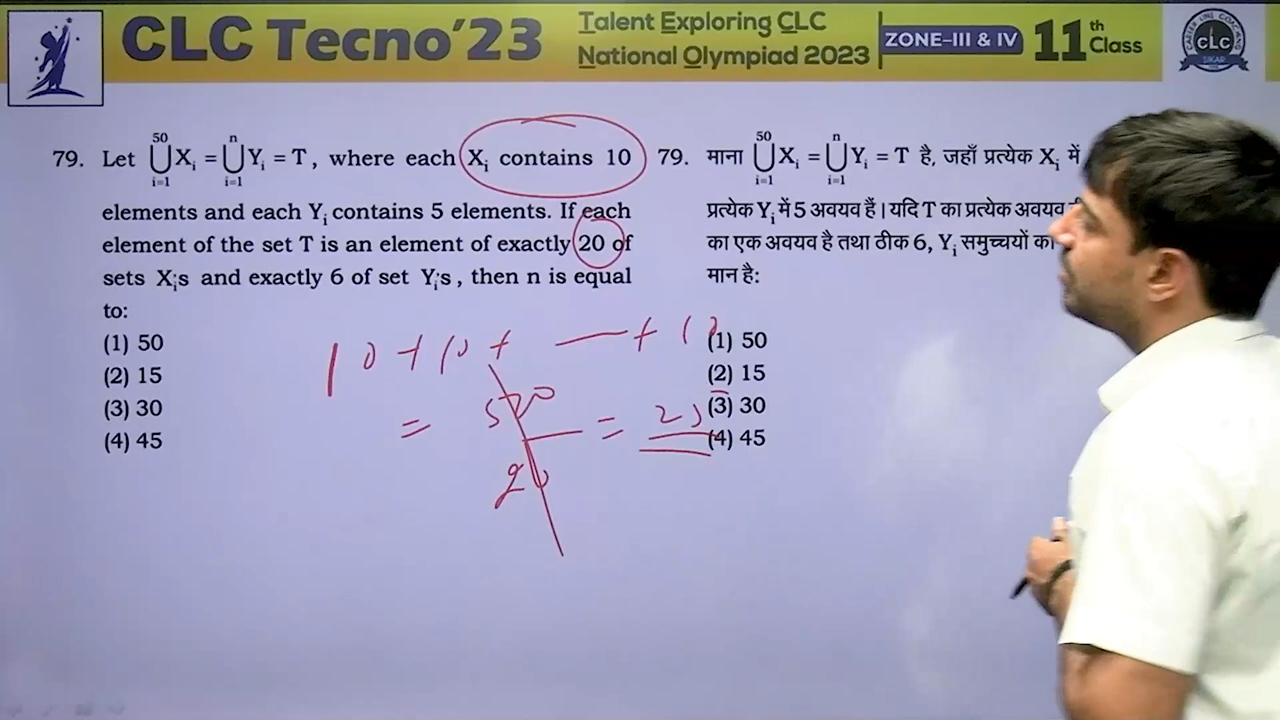 CLC Tecno'23
Talent Exploring CLC
National Olympiad 2023
ZONE–III & IV
11th Class
CLC
SIKAR
79. Let ⋃_{i=1}^{50} X_i = ⋃_{i=1}^{n} Y_i = T, where each X_i contains 10
elements and each Y_i contains 5 elements. If each
element of the set T is an element of exactly 20 of
sets X_i's and exactly 6 of set Y_i's, then n is equal
to:
(1) 50
(2) 15
(3) 30
(4) 45
10 + 10 + — + 10
= 500
20
= 25
79. माना ⋃_{i=1}^{50} X_i = ⋃_{i=1}^{n} Y_i = T है, जहाँ प्रत्येक X_i में
प्रत्येक Y_i में 5 अवयव हैं। यदि T का प्रत्येक अवयव
का एक अवयव है तथा ठीक 6, Y_i समुच्चयों का
मान है:
(1) 50
(2) 15
(3) 30
(4) 45